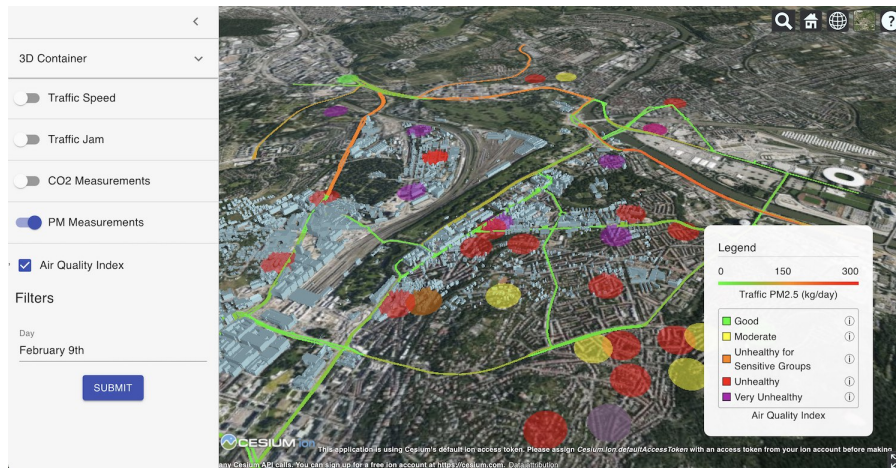 3D Container
Traffic Speed
Traffic Jam
CO2 Measurements
PM Measurements
Air Quality Index
Filters
Day
February 9th
SUBMIT
?
Legend
0 150 300
Traffic PM2.5 (kg/day)
Good i
Moderate i
Unhealthy for
Sensitive Groups i
Unhealthy i
Very Unhealthy i
Air Quality Index
CESIUM ion
This application is using Cesium's default ion access token. Please assign Cesium.Ion.defaultAccessToken with an access token from your ion account before making
any Cesium API calls. You can sign up for a free ion account at https://cesium.com. Data attribution